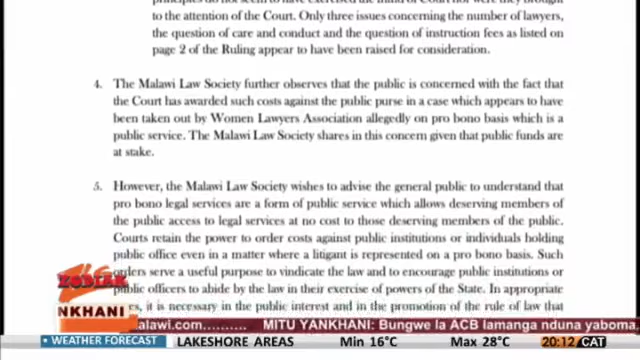 principles do not seem to have exercised the mind of Court nor were they brought
to the attention of the Court. Only three issues concerning the number of lawyers,
the question of care and conduct and the question of instruction fees as listed on
page 2 of the Ruling appear to have been raised for consideration.
4. The Malawi Law Society further observes that the public is concerned with the fact that
the Court has awarded such costs against the public purse in a case which appears to have
been taken out by Women Lawyers Association allegedly on pro bono basis which is a
public service. The Malawi Law Society shares in this concern given that public funds are
at stake.
5. However, the Malawi Law Society wishes to advise the general public to understand that
pro bono legal services are a form of public service which allows deserving members of
the public access to legal services at no cost to those deserving members of the public.
Courts retain the power to order costs against public institutions or individuals holding
public office even in a matter where a litigant is represented on a pro bono basis. Such
orders serve a useful purpose to vindicate the law and to encourage public institutions or
public officers to abide by the law in their exercise of powers of the State. In appropriate
it is necessary in the public interest and in the promotion of the rule of law that
ZODIAK
NKHANI
alawi.com......... MITU YANKHANI: Bungwe la ACB lamanga nduna yaboma,
WEATHER FORECAST LAKESHORE AREAS Min 16°C Max 28°C 20:12 CAT